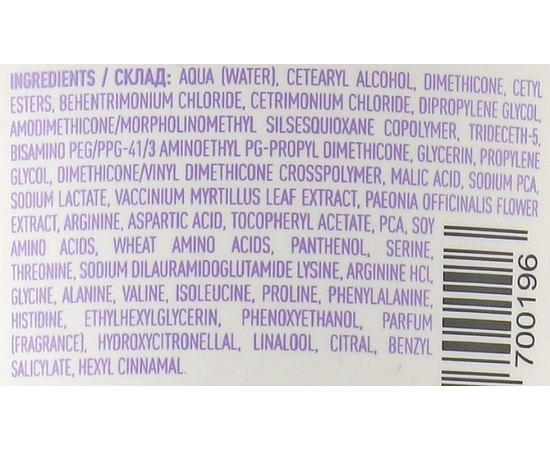 INGREDIENTS / СКЛАД: AQUA (WATER), CETEARYL ALCOHOL, DIMETHICONE, CETYL
ESTERS, BEHENTRIMONIUM CHLORIDE, CETRIMONIUM CHLORIDE, DIPROPYLENE GLYCOL,
AMODIMETHICONE/MORPHOLINOMETHYL SILSESQUIOXANE COPOLYMER, TRIDECETH-5,
BISAMINO PEG/PPG-41/3 AMINOETHYL PG-PROPYL DIMETHICONE, GLYCERIN, PROPYLENE
GLYCOL, DIMETHICONE/VINYL DIMETHICONE CROSSPOLYMER, MALIC ACID, SODIUM PCA,
SODIUM LACTATE, VACCINIUM MYRTILLUS LEAF EXTRACT, PAEONIA OFFICINALIS FLOWER
EXTRACT, ARGININE, ASPARTIC ACID, TOCOPHERYL ACETATE, PCA, SOY
AMINO ACIDS, WHEAT AMINO ACIDS, PANTHENOL, SERINE,
THREONINE, SODIUM DILAURAMIDOGLUTAMIDE LYSINE, ARGININE HCL,
GLYCINE, ALANINE, VALINE, ISOLEUCINE, PROLINE, PHENYLALANINE,
HISTIDINE, ETHYLHEXYLGLYCERIN, PHENOXYETHANOL, PARFUM
(FRAGRANCE), HYDROXYCITRONELLAL, LINALOOL, CITRAL, BENZYL
SALICYLATE, HEXYL CINNAMAL.
700196